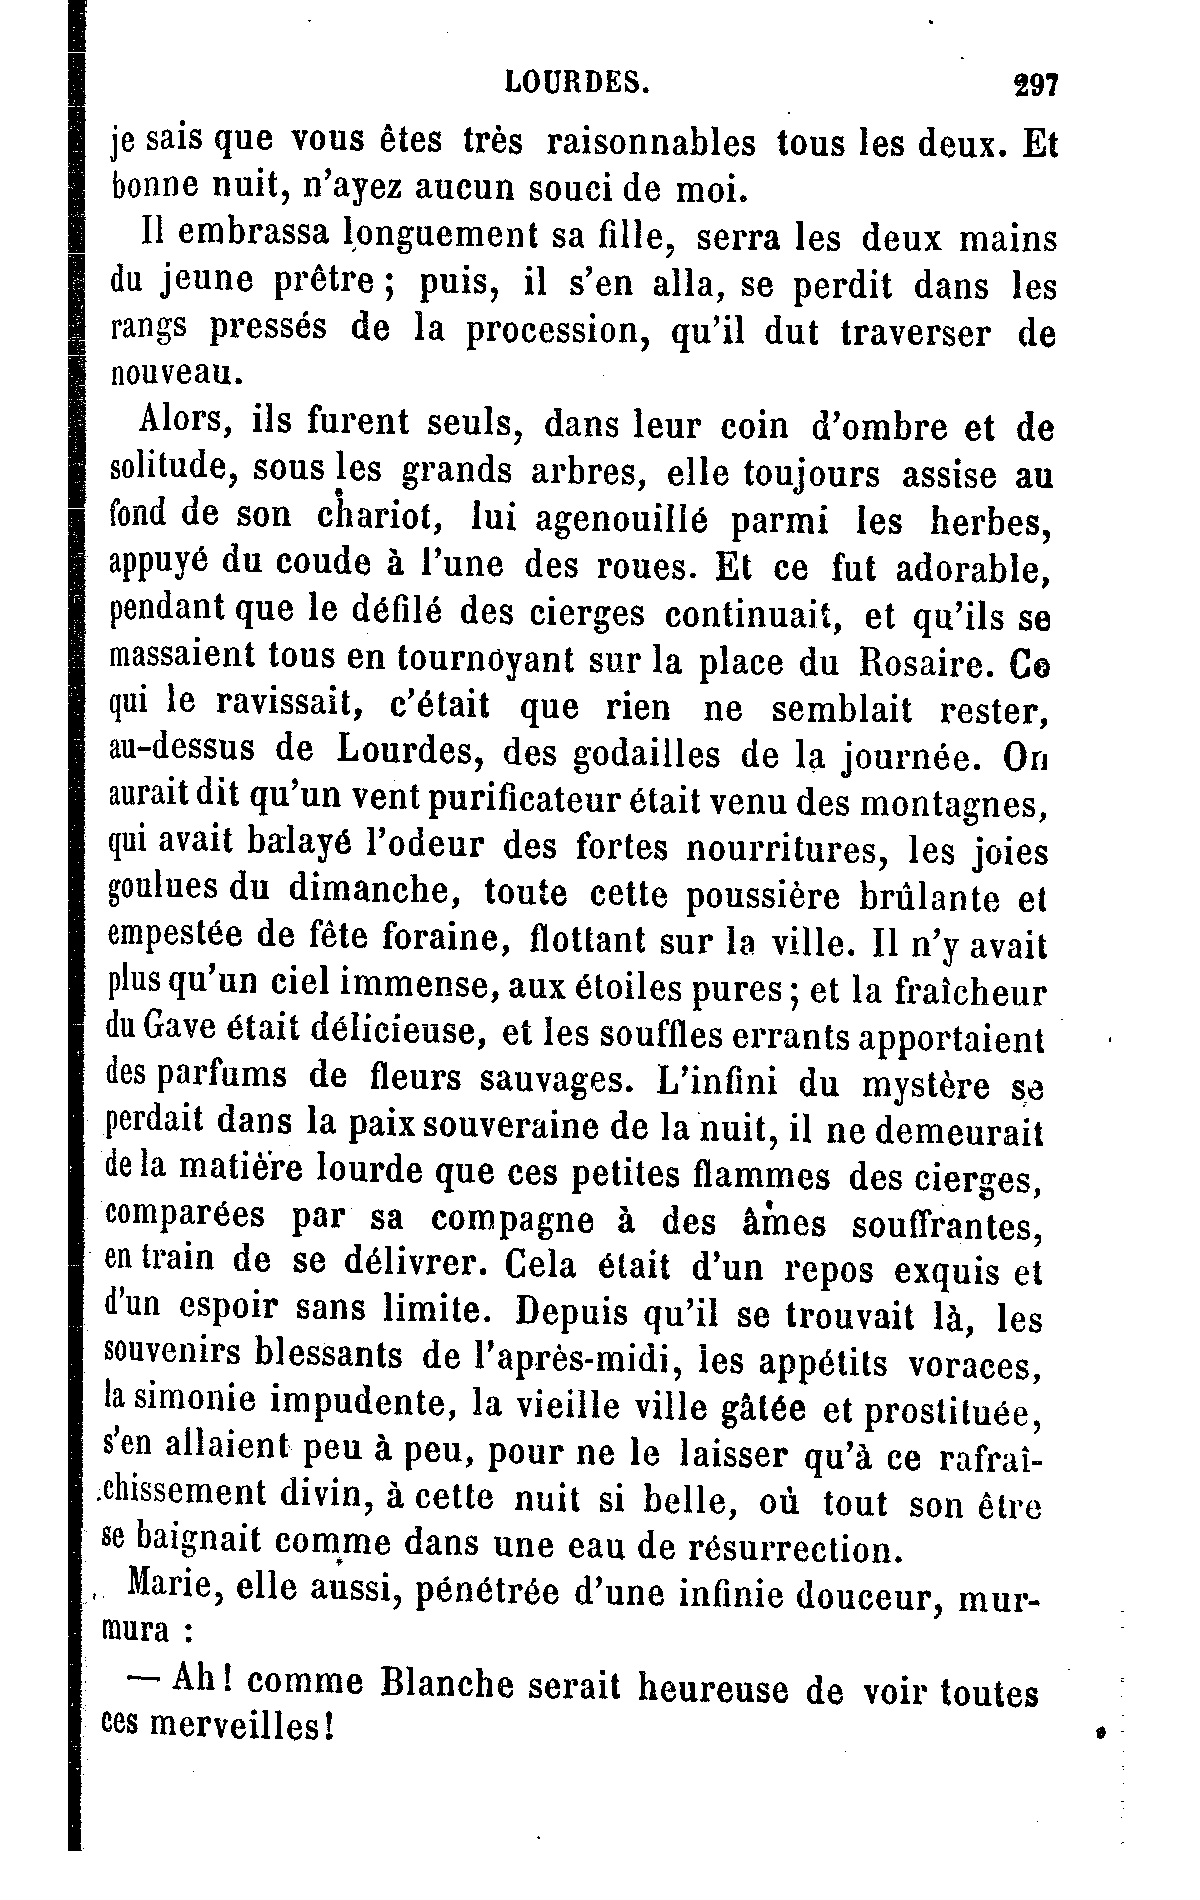 LOURDES. 297
je sais que vous êtes très raisonnables tous les deux. Et
bonne nuit, n'ayez aucun souci de moi.
Il embrassa longuement sa fille, serra les deux mains
du jeune prêtre ; puis, il s'en alla, se perdit dans les
rangs pressés de la procession, qu'il dut traverser de
nouveau.
Alors, ils furent seuls, dans leur coin d'ombre et de
solitude, sous les grands arbres, elle toujours assise au
fond de son chariot, lui agenouillé parmi les herbes,
appuyé du coude à l'une des roues. Et ce fut adorable,
pendant que le défilé des cierges continuait, et qu'ils se
massaient tous en tournoyant sur la place du Rosaire. Ce
qui le ravissait, c'était que rien ne semblait rester,
au-dessus de Lourdes, des godailles de la journée. On
aurait dit qu'un vent purificateur était venu des montagnes,
qui avait balayé l'odeur des fortes nourritures, les joies
goulues du dimanche, toute cette poussière brûlante et
empestée de fête foraine, flottant sur la ville. Il n'y avait
plus qu'un ciel immense, aux étoiles pures ; et la fraîcheur
du Gave était délicieuse, et les souffles errants apportaient
des parfums de fleurs sauvages. L'infini du mystère se
perdait dans la paix souveraine de la nuit, il ne demeurait
de la matière lourde que ces petites flammes des cierges,
comparées par sa compagne à des âmes souffrantes,
en train de se délivrer. Cela était d'un repos exquis et
d'un espoir sans limite. Depuis qu'il se trouvait là, les
souvenirs blessants de l'après-midi, les appétits voraces,
la simonie impudente, la vieille ville gâtée et prostituée,
s'en allaient peu à peu, pour ne le laisser qu'à ce rafraî-
chissement divin, à cette nuit si belle, où tout son être
se baignait comme dans une eau de résurrection.
Marie, elle aussi, pénétrée d'une infinie douceur, mur-
mura :
— Ah ! comme Blanche serait heureuse de voir toutes
ces merveilles !